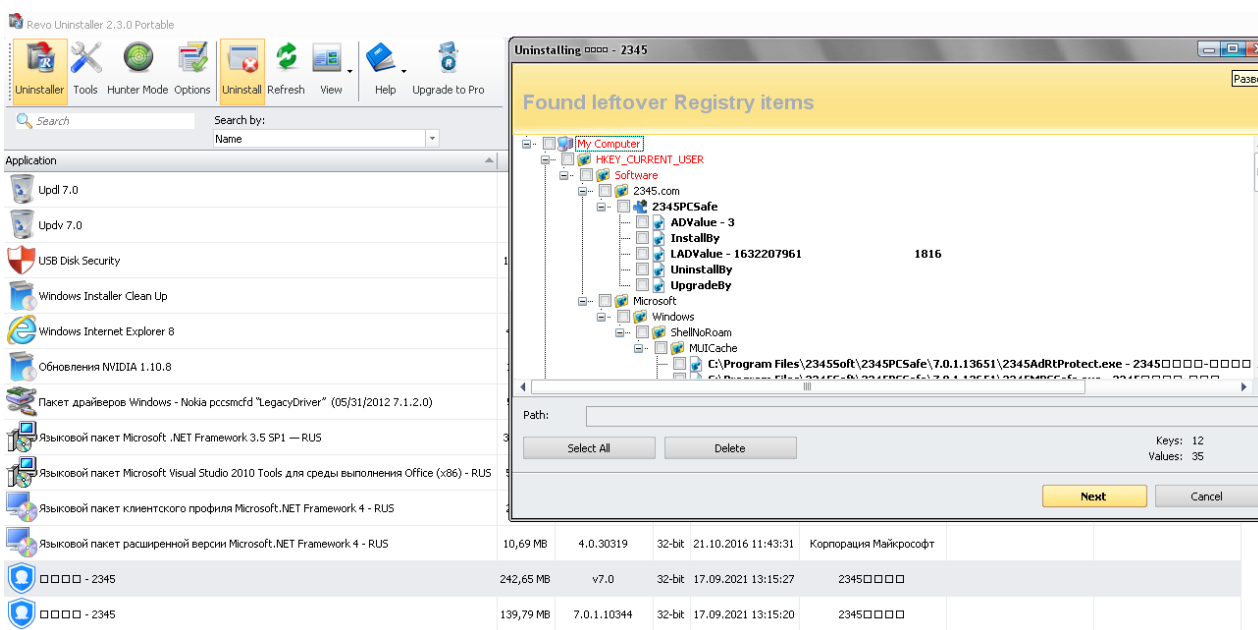 Revo Uninstaller 2.3.0 Portable
Uninstaller Tools Hunter Mode Options Uninstall Refresh View Help Upgrade to Pro
Search
Search by:
Name
Application
Updl 7.0
Updv 7.0
USB Disk Security
Windows Installer Clean Up
Windows Internet Explorer 8
Обновления NVIDIA 1.10.8
Пакет драйверов Windows - Nokia pccsmcfd "LegacyDriver" (05/31/2012 7.1.2.0)
Языковой пакет Microsoft .NET Framework 3.5 SP1 — RUS
Языковой пакет Microsoft Visual Studio 2010 Tools для среды выполнения Office (x86) - RUS
Языковой пакет клиентского профиля Microsoft.NET Framework 4 - RUS
Языковой пакет расширенной версии Microsoft.NET Framework 4 - RUS 10,69 MB 4.0.30319 32-bit 21.10.2016 11:43:31 Корпорация Майкрософт
□□□□ - 2345 242,65 MB v7.0 32-bit 17.09.2021 13:15:27 2345□□□□
□□□□ - 2345 139,79 MB 7.0.1.10344 32-bit 17.09.2021 13:15:20 2345□□□□
Uninstalling □□□□ - 2345
Found leftover Registry items
My Computer
HKEY_CURRENT_USER
Software
2345.com
2345PCSafe
ADValue - 3
InstallBy
LADValue - 1632207961 1816
UninstallBy
UpgradeBy
Microsoft
Windows
ShellNoRoam
MUICache
C:\Program Files\2345Soft\2345PCSafe\7.0.1.13651\2345AdRtProtect.exe - 2345□□□□-□□□□
Path:
Select All Delete
Keys: 12
Values: 35
Next Cancel